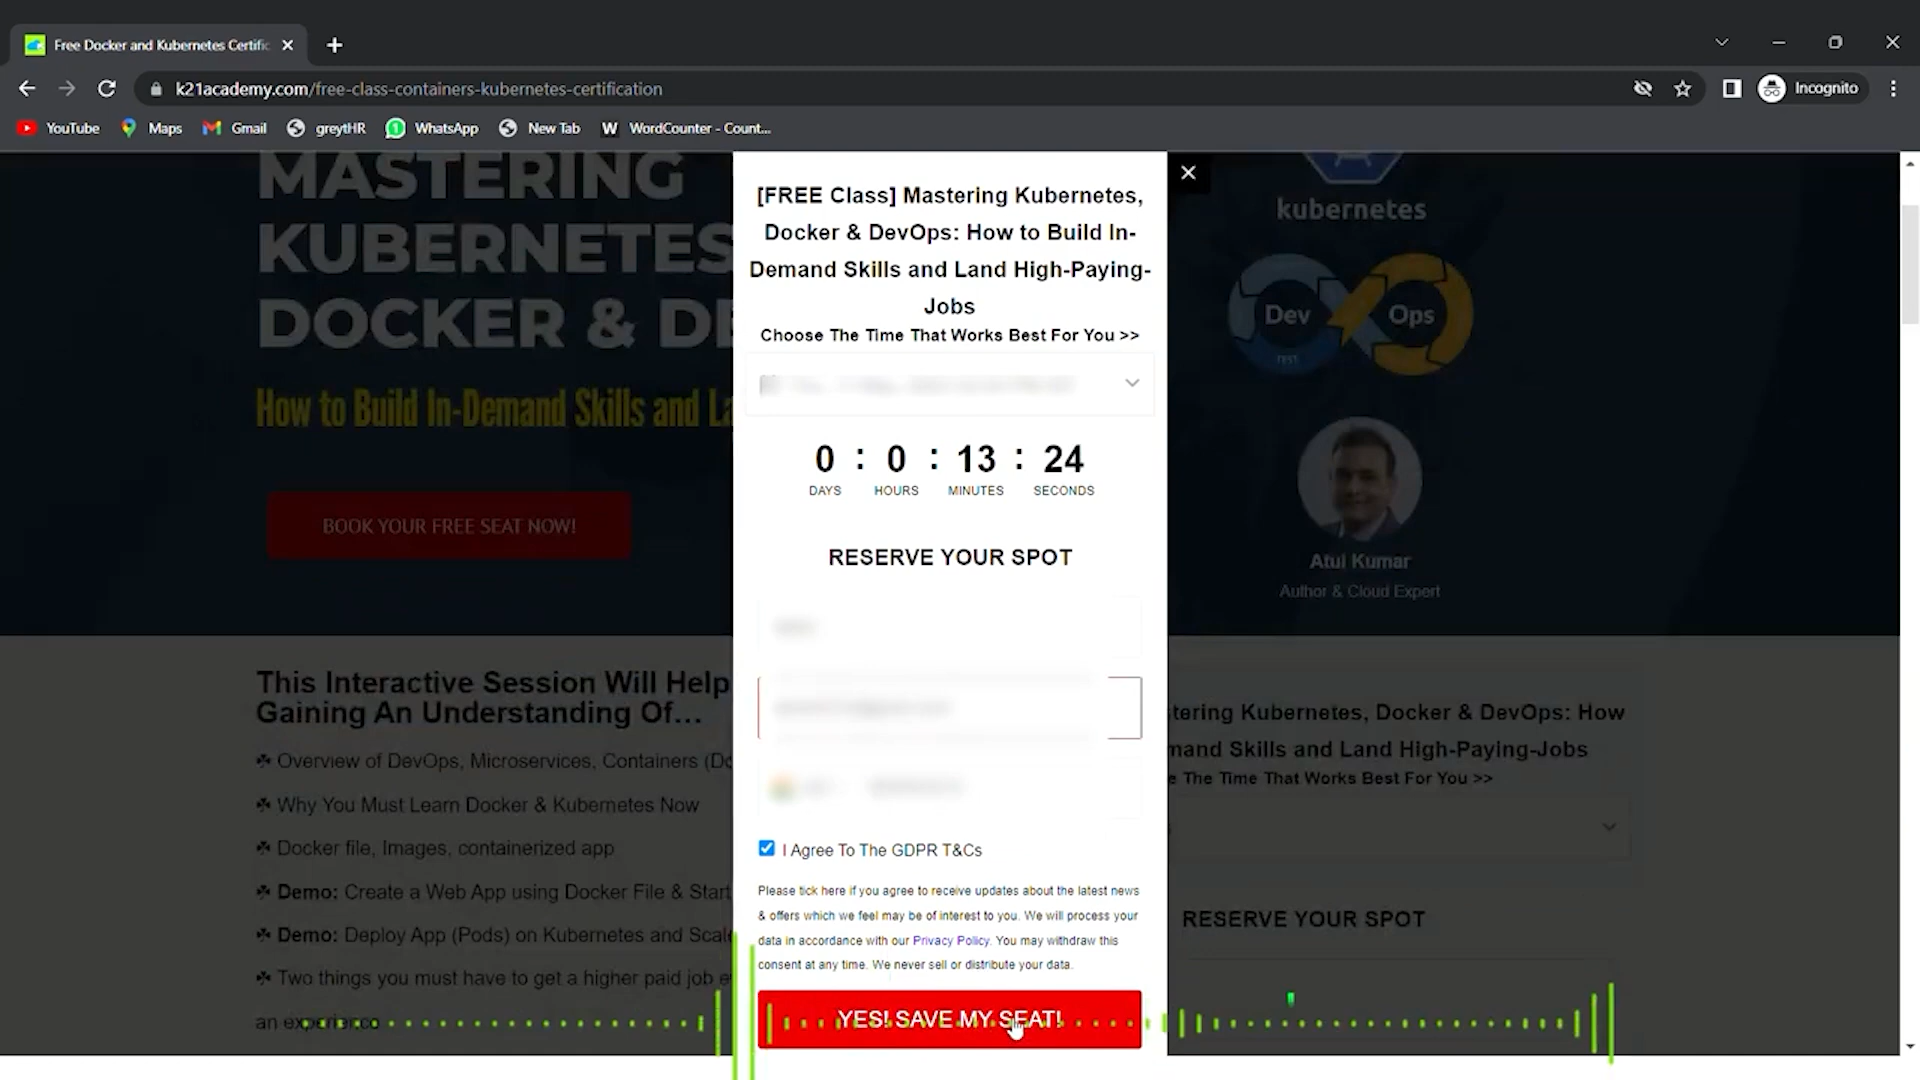 Free Docker and Kubernetes Certific
k21academy.com/free-class-containers-kubernetes-certification
Incognito
YouTube
Maps
Gmail
greytHR
WhatsApp
New Tab
WordCounter - Count...
MASTERING
KUBERNETES
DOCKER & DE
How to Build In-Demand Skills and La
BOOK YOUR FREE SEAT NOW!
This Interactive Session Will Help
Gaining An Understanding Of...
Overview of DevOps, Microservices, Containers (Do
Why You Must Learn Docker & Kubernetes Now
Docker file, Images, containerized app
Demo: Create a Web App using Docker File & Start
Demo: Deploy App (Pods) on Kubernetes and Scale
Two things you must have to get a higher paid job e
an experience
[FREE Class] Mastering Kubernetes,
Docker & DevOps: How to Build In-
Demand Skills and Land High-Paying-
Jobs
Choose The Time That Works Best For You >>
0 : 0 : 13 : 24
DAYS HOURS MINUTES SECONDS
RESERVE YOUR SPOT
I Agree To The GDPR T&Cs
Please tick here if you agree to receive updates about the latest news
& offers which we feel may be of interest to you. We will process your
data in accordance with our Privacy Policy. You may withdraw this
consent at any time. We never sell or distribute your data.
YES! SAVE MY SEAT!
kubernetes
Dev Ops
TEST
Atul Kumar
Author & Cloud Expert
tering Kubernetes, Docker & DevOps: How
mand Skills and Land High-Paying-Jobs
e The Time That Works Best For You >>
RESERVE YOUR SPOT